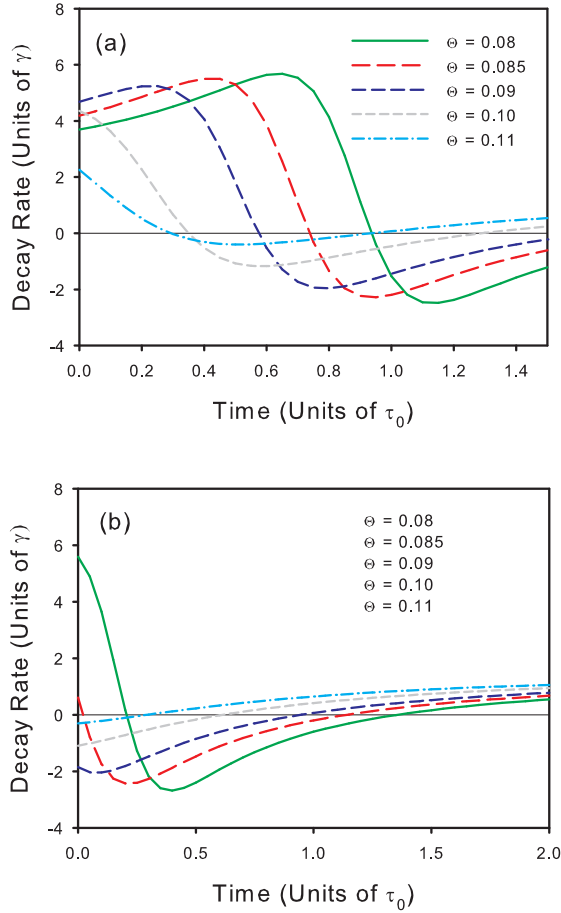 8
(a)
Θ = 0.08
6
Θ = 0.085
Θ = 0.09
4
Θ = 0.10
Θ = 0.11
2
0
-2
-4
Decay Rate (Units of γ)
0.0 0.2 0.4 0.6 0.8 1.0 1.2 1.4
Time (Units of τ0)
8
(b)
Θ = 0.08
Θ = 0.085
6
Θ = 0.09
Θ = 0.10
Θ = 0.11
4
2
0
-2
-4
Decay Rate (Units of γ)
0.0 0.5 1.0 1.5 2.0
Time (Units of τ0)